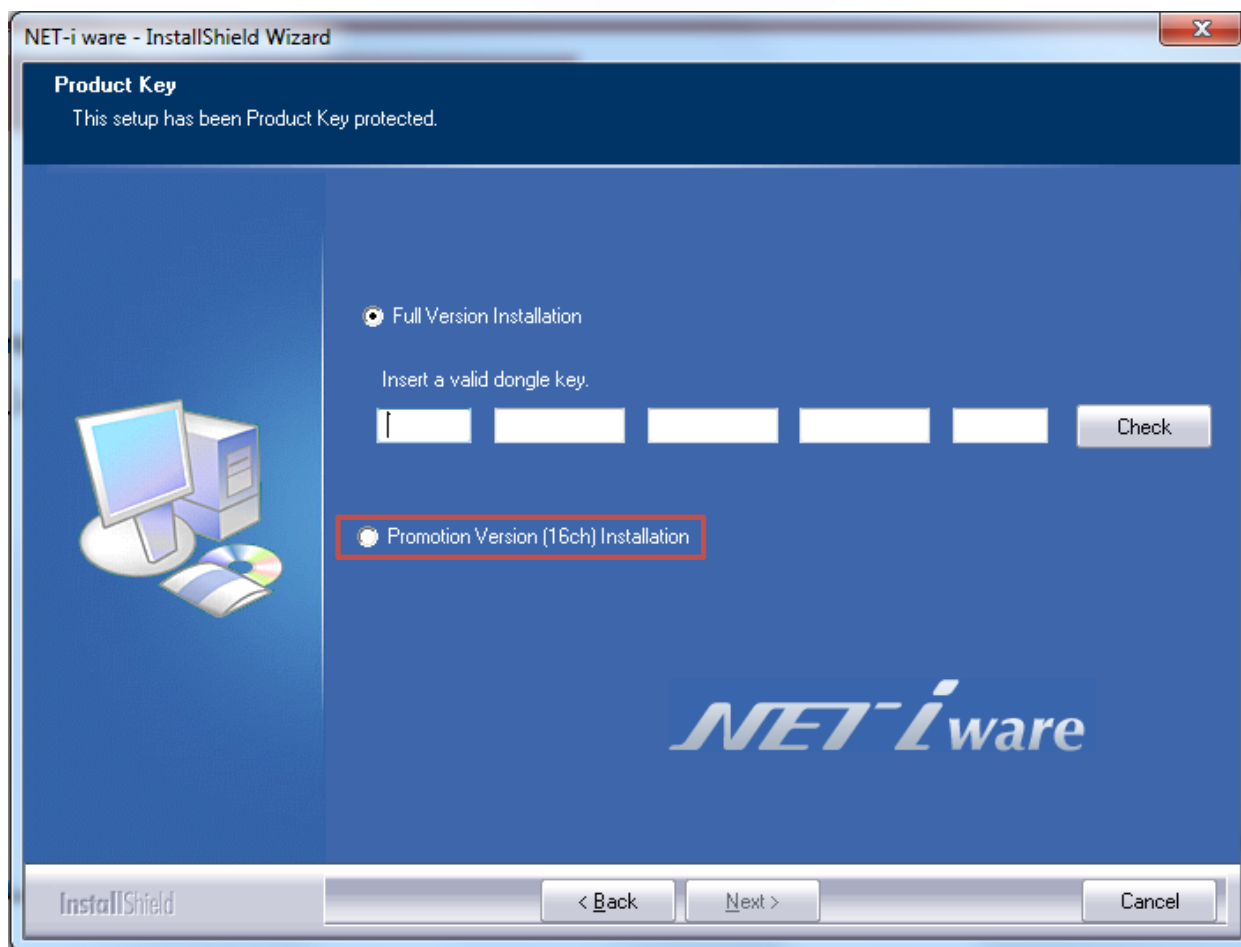 NET-i ware - InstallShield Wizard
Product Key
This setup has been Product Key protected.
Full Version Installation
Insert a valid dongle key.
Check
Promotion Version (16ch) Installation
NET-i ware
InstallShield
< Back
Next >
Cancel